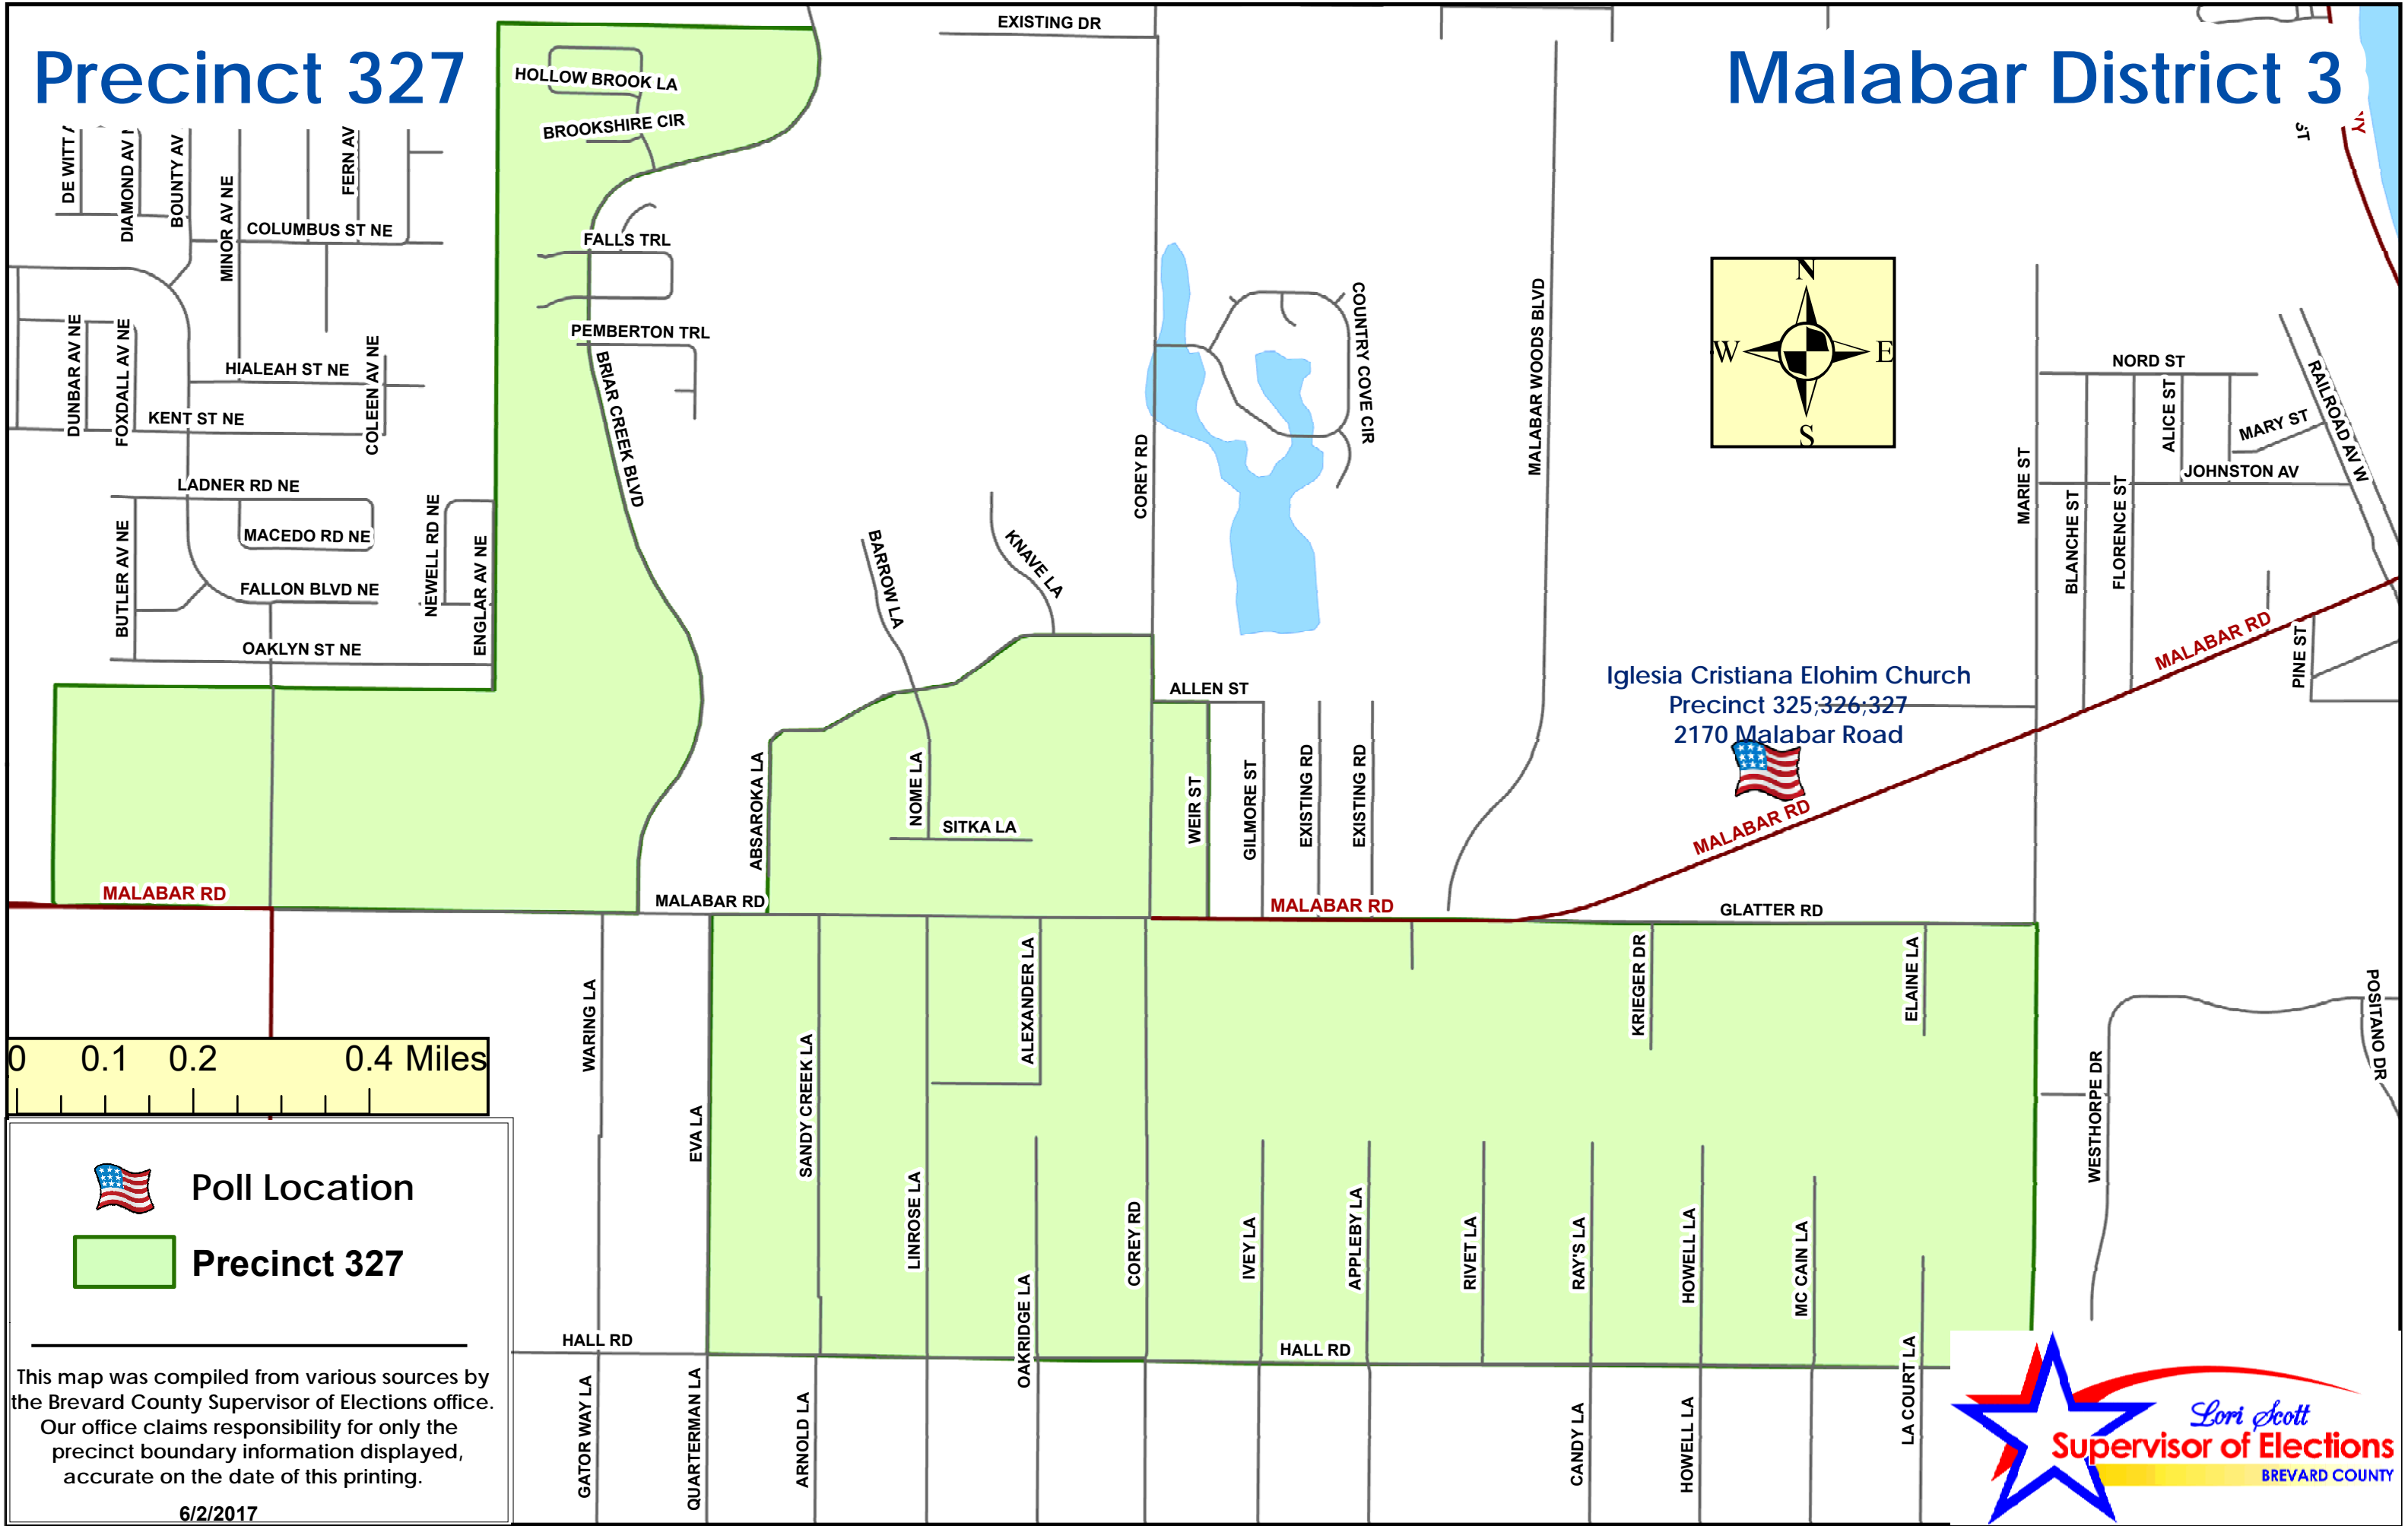 Precinct 327
Malabar District 3
EXISTING DR
HOLLOW BROOK LA
BROOKSHIRE CIR
DE WITT
DIAMOND AV
BOUNTY AV
MINOR AV NE
FERN AV
COLUMBUS ST NE
FALLS TRL
PEMBERTON TRL
BRIAR CREEK BLVD
DUNBAR AV NE
FOXDALL AV NE
HIALEAH ST NE
COLEEN AV NE
KENT ST NE
LADNER RD NE
MACEDO RD NE
BUTLER AV NE
FALLON BLVD NE
NEWELL RD NE
ENGLAR AV NE
OAKLYN ST NE
ST
COUNTRY COVE CIR
COREY RD
MALABAR WOODS BLVD
N
W
E
S
NORD ST
ALICE ST
MARY ST
RAILROAD AV W
JOHNSTON AV
MARIE ST
BLANCHE ST
FLORENCE ST
BARROW LA
KNAVE LA
MALABAR RD
PINE ST
Iglesia Cristiana Elohim Church
Precinct 325;326;327
2170 Malabar Road
ALLEN ST
ABSAROKA LA
NOME LA
SITKA LA
WEIR ST
GILMORE ST
EXISTING RD
EXISTING RD
MALABAR RD
MALABAR RD
MALABAR RD
MALABAR RD
GLATTER RD
WARING LA
EVA LA
SANDY CREEK LA
LINROSE LA
ALEXANDER LA
OAKRIDGE LA
COREY RD
IVEY LA
APPLEBY LA
RIVET LA
RAY'S LA
KRIEGER DR
HOWELL LA
MC CAIN LA
ELAINE LA
LA COURT LA
WESTHORPE DR
POSITANO DR
HALL RD
HALL RD
GATOR WAY LA
QUARTERMAN LA
ARNOLD LA
CANDY LA
HOWELL LA
0 0.1 0.2 0.4 Miles
Poll Location
Precinct 327
This map was compiled from various sources by
the Brevard County Supervisor of Elections office.
Our office claims responsibility for only the
precinct boundary information displayed,
accurate on the date of this printing.
6/2/2017
Lori Scott
Supervisor of Elections
BREVARD COUNTY